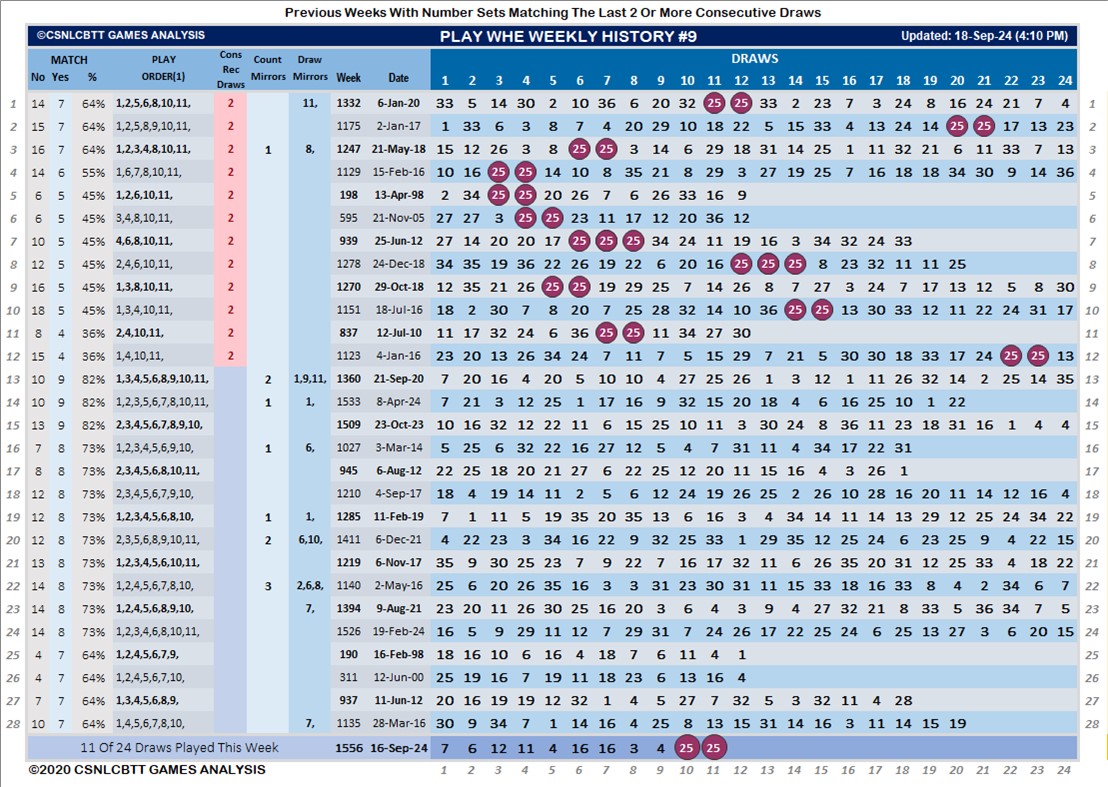 Previous Weeks With Number Sets Matching The Last 2 Or More Consecutive Draws
©CSNLCBTT GAMES ANALYSIS PLAY WHE WEEKLY HISTORY #9 Updated: 18-Sep-24 (4:10 PM)
MATCH PLAY Cons Rec Draws Count Mirrors Draw Mirrors DRAWS
No Yes % ORDER(1) Week Date 1 2 3 4 5 6 7 8 9 10 11 12 13 14 15 16 17 18 19 20 21 22 23 24
1 14 7 64% 1,2,5,6,8,10,11, 2 11, 1332 6-Jan-20 33 5 14 30 2 10 36 6 20 32 25 25 33 2 23 7 3 24 8 16 24 21 7 4 1
2 15 7 64% 1,2,5,8,9,10,11, 2 1175 2-Jan-17 1 33 6 3 8 7 4 20 29 10 18 22 5 15 33 4 13 24 14 25 25 17 13 23 2
3 16 7 64% 1,2,3,4,8,10,11, 2 1 8, 1247 21-May-18 15 12 26 3 8 25 25 3 14 6 29 18 31 14 25 1 11 32 21 6 11 33 7 13 3
4 14 6 55% 1,6,7,8,10,11, 2 1129 15-Feb-16 10 16 25 25 14 10 8 35 21 8 29 3 27 19 25 7 16 18 18 34 30 9 14 36 4
5 6 5 45% 1,2,6,10,11, 2 198 13-Apr-98 2 34 25 25 20 26 7 6 26 33 16 9 5
6 6 5 45% 3,4,8,10,11, 2 595 21-Nov-05 27 27 3 25 25 23 11 17 12 20 36 12 6
7 10 5 45% 4,6,8,10,11, 2 939 25-Jun-12 27 14 20 20 17 25 25 25 34 24 11 19 16 3 34 32 24 33 7
8 12 5 45% 2,4,6,10,11, 2 1278 24-Dec-18 34 35 19 36 22 26 19 22 6 20 16 25 25 25 8 23 32 11 11 25 8
9 16 5 45% 1,3,8,10,11, 2 1270 29-Oct-18 12 35 21 26 25 25 19 29 25 7 14 26 8 7 27 3 24 7 17 13 12 5 8 30 9
10 18 5 45% 1,3,4,10,11, 2 1151 18-Jul-16 18 2 30 7 8 20 7 25 28 32 14 10 36 25 25 13 30 33 12 11 22 24 31 17 10
11 8 4 36% 2,4,10,11, 2 837 12-Jul-10 11 17 32 24 6 36 25 25 11 34 27 30 11
12 15 4 36% 1,4,10,11, 2 1123 4-Jan-16 23 20 13 26 34 24 7 11 7 5 15 29 7 21 5 30 30 18 33 17 24 25 25 13 12
13 10 9 82% 1,3,4,5,6,8,9,10,11, 2 1,9,11, 1360 21-Sep-20 7 20 16 4 20 5 10 10 4 27 25 26 1 3 12 1 11 26 32 14 2 25 14 35 13
14 10 9 82% 1,2,3,5,6,7,8,10,11, 1 1, 1533 8-Apr-24 7 21 3 12 25 1 17 16 9 32 15 20 18 4 6 16 25 10 1 22 14
15 13 9 82% 2,3,4,5,6,7,8,9,10, 1509 23-Oct-23 10 16 32 12 22 11 6 15 25 10 11 3 30 24 8 36 11 23 18 31 16 1 4 4 15
16 7 8 73% 1,2,3,4,5,6,9,10, 1 6, 1027 3-Mar-14 5 25 6 32 22 16 27 12 5 4 7 31 11 4 34 17 22 31 16
17 8 8 73% 2,3,4,5,6,8,10,11, 945 6-Aug-12 22 25 18 20 21 27 6 22 25 12 20 11 15 16 4 3 26 1 17
18 12 8 73% 2,3,4,5,6,7,9,10, 1210 4-Sep-17 18 4 19 14 11 2 5 6 12 24 19 26 25 2 26 10 28 16 20 11 14 12 16 4 18
19 12 8 73% 1,2,3,4,5,6,8,10, 1 1, 1285 11-Feb-19 7 1 11 5 19 35 20 35 13 6 16 3 4 34 14 11 14 13 29 12 25 24 34 22 19
20 12 8 73% 2,3,5,6,8,9,10,11, 2 6,10, 1411 6-Dec-21 4 22 23 3 34 16 22 9 32 25 33 1 29 35 12 25 24 6 23 25 9 4 22 15 20
21 13 8 73% 1,2,3,4,5,6,10,11, 1219 6-Nov-17 35 9 30 25 23 7 9 22 7 16 17 32 11 6 26 35 20 31 12 25 33 4 18 22 21
22 14 8 73% 1,2,4,5,6,7,8,10, 3 2,6,8, 1140 2-May-16 25 6 20 26 35 16 3 3 31 23 30 31 11 15 33 18 16 33 8 4 2 34 6 7 22
23 14 8 73% 1,2,4,5,6,8,9,10, 7, 1394 9-Aug-21 23 20 11 26 30 25 16 20 3 6 4 3 9 4 27 32 21 8 33 5 36 34 7 5 23
24 14 8 73% 1,2,3,4,6,8,10,11, 1526 19-Feb-24 16 5 9 29 11 12 7 29 31 7 24 26 17 22 25 24 6 25 13 27 3 6 20 15 24
25 4 7 64% 1,2,4,5,6,7,9, 190 16-Feb-98 18 16 10 6 16 4 18 7 6 11 4 1 25
26 4 7 64% 1,2,4,5,6,7,10, 311 12-Jun-00 25 19 16 7 19 11 18 23 6 13 16 4 26
27 7 7 64% 1,3,4,5,6,8,9, 937 11-Jun-12 20 16 19 19 12 32 1 4 5 27 7 32 5 3 32 11 4 28 27
28 10 7 64% 1,4,5,6,7,8,10, 7, 1135 28-Mar-16 30 9 34 7 1 14 16 4 25 8 13 15 31 14 16 3 11 14 15 19 28
11 Of 24 Draws Played This Week 1556 16-Sep-24 7 6 12 11 4 16 16 3 4 25 25
©2020 CSNLCBTT GAMES ANALYSIS 1 2 3 4 5 6 7 8 9 10 11 12 13 14 15 16 17 18 19 20 21 22 23 24